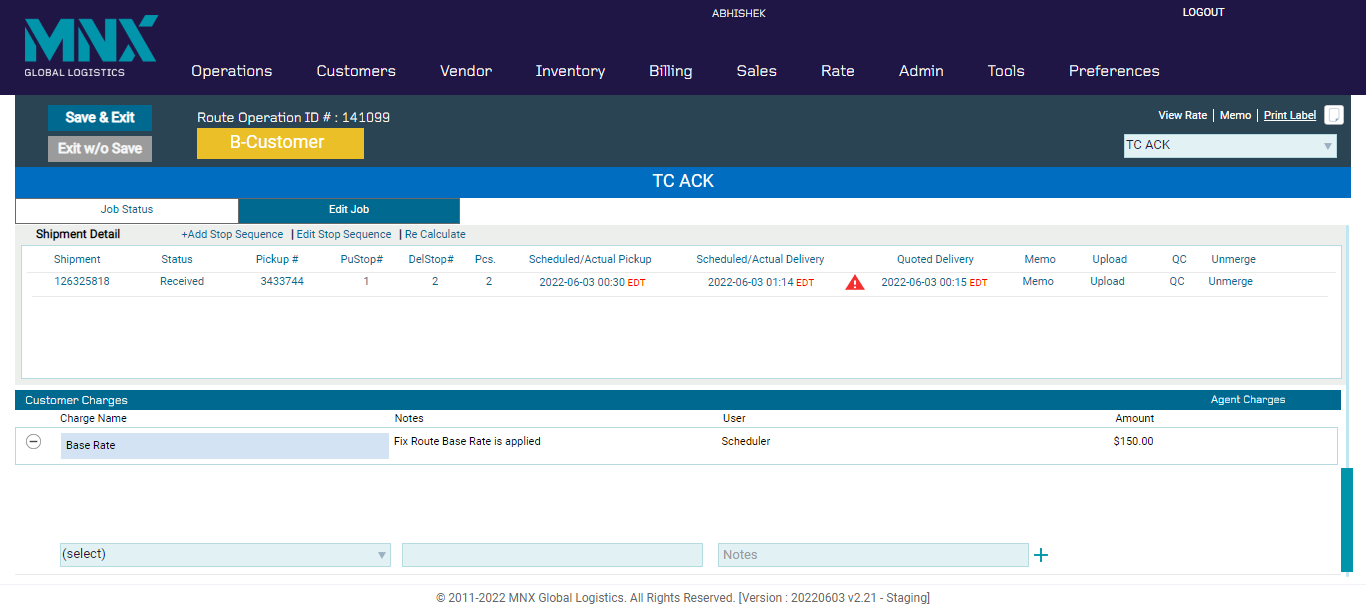 ABHISHEK
LOGOUT
MNX
GLOBAL LOGISTICS
Operations Customers Vendor Inventory Billing Sales Rate Admin Tools Preferences
Save & Exit
Exit w/o Save
Route Operation ID # : 141099
B-Customer
View Rate | Memo | Print Label
TC ACK
TC ACK
Job Status Edit Job
Shipment Detail +Add Stop Sequence | Edit Stop Sequence | Re Calculate
Shipment Status Pickup # PuStop# DelStop# Pcs. Scheduled/Actual Pickup Scheduled/Actual Delivery Quoted Delivery Memo Upload QC Unmerge
126325818 Received 3433744 1 2 2 2022-06-03 00:30 EDT 2022-06-03 01:14 EDT 2022-06-03 00:15 EDT Memo Upload QC Unmerge
Customer Charges Agent Charges
Charge Name Notes User Amount
Base Rate Fix Route Base Rate is applied Scheduler $150.00
(select) Notes
© 2011-2022 MNX Global Logistics. All Rights Reserved. [Version : 20220603 v2.21 - Staging]